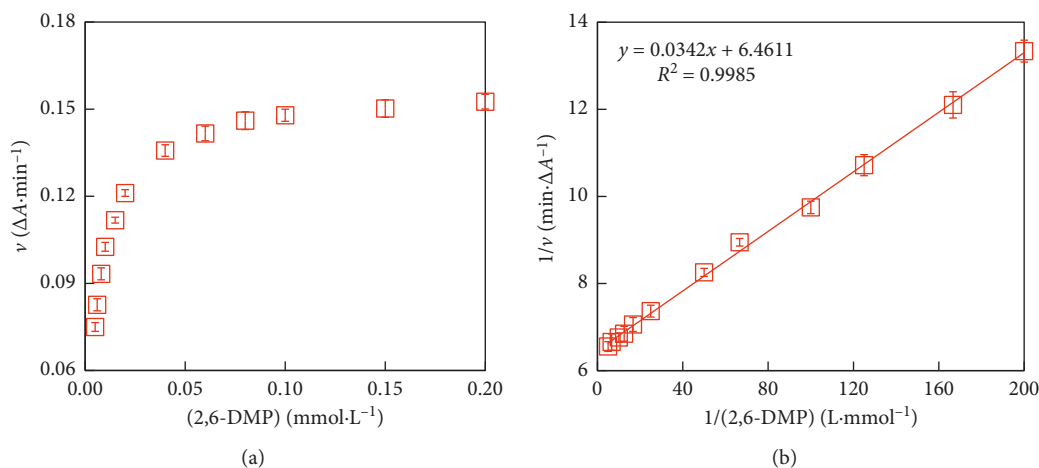 0.18
0.15
0.12
0.09
0.06
0.00
0.05
0.10
0.15
0.20
ν (ΔA·min⁻¹)
(2,6-DMP) (mmol·L⁻¹)
(a)
y = 0.0342x + 6.4611
R² = 0.9985
14
12
10
8
6
0
40
80
120
160
200
1/ν (min·ΔA⁻¹)
1/(2,6-DMP) (L·mmol⁻¹)
(b)